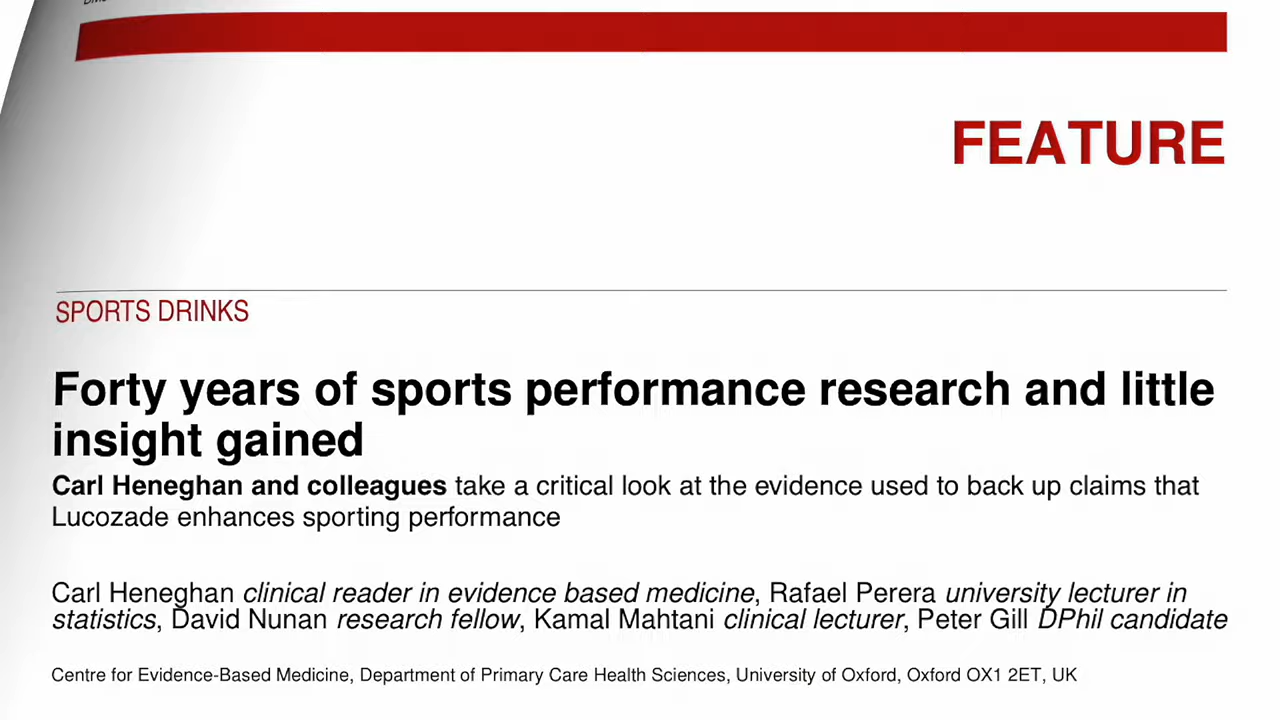 FEATURE
SPORTS DRINKS
Forty years of sports performance research and little
insight gained
Carl Heneghan and colleagues take a critical look at the evidence used to back up claims that
Lucozade enhances sporting performance
Carl Heneghan clinical reader in evidence based medicine, Rafael Perera university lecturer in
statistics, David Nunan research fellow, Kamal Mahtani clinical lecturer, Peter Gill DPhil candidate
Centre for Evidence-Based Medicine, Department of Primary Care Health Sciences, University of Oxford, Oxford OX1 2ET, UK